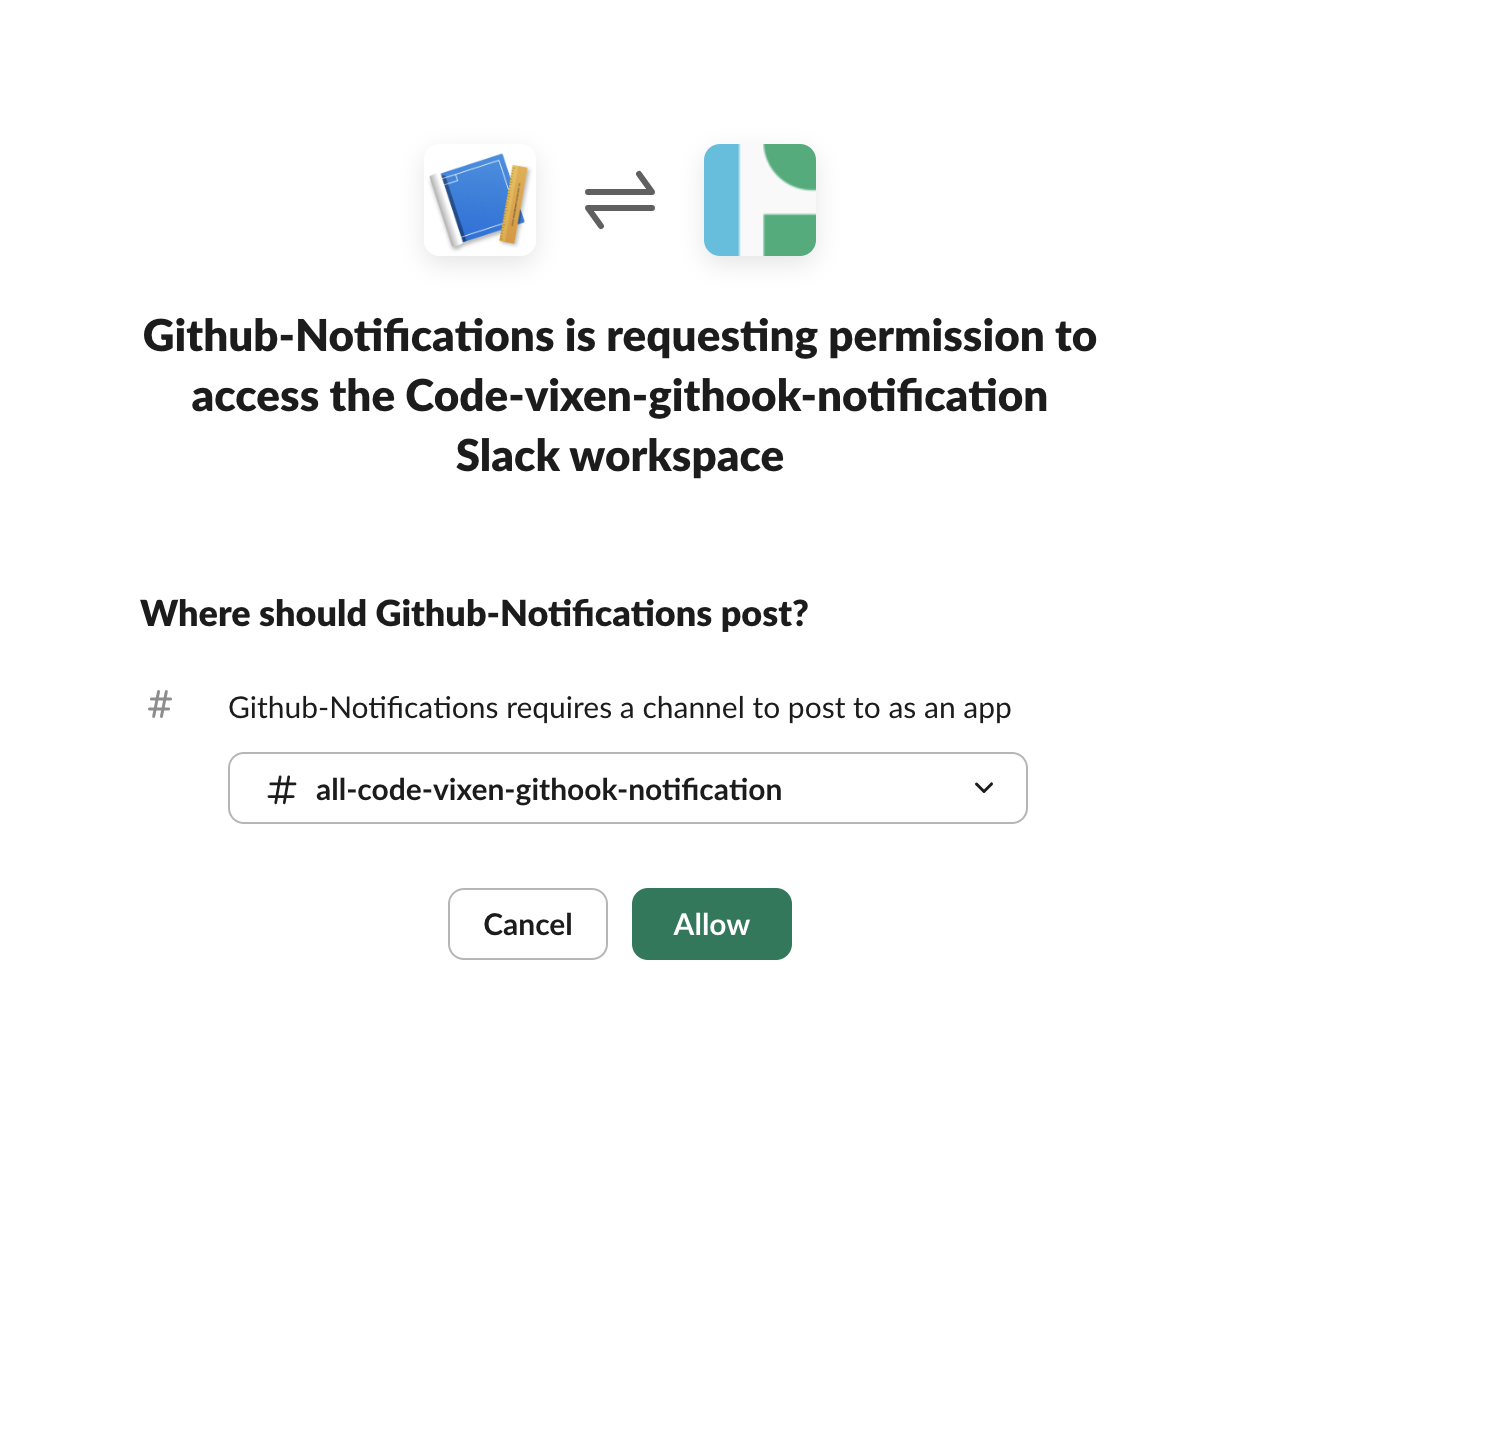 Github-Notifications is requesting permission to
access the Code-vixen-githook-notification
Slack workspace
Where should Github-Notifications post?
# Github-Notifications requires a channel to post to as an app
# all-code-vixen-githook-notification
Cancel Allow